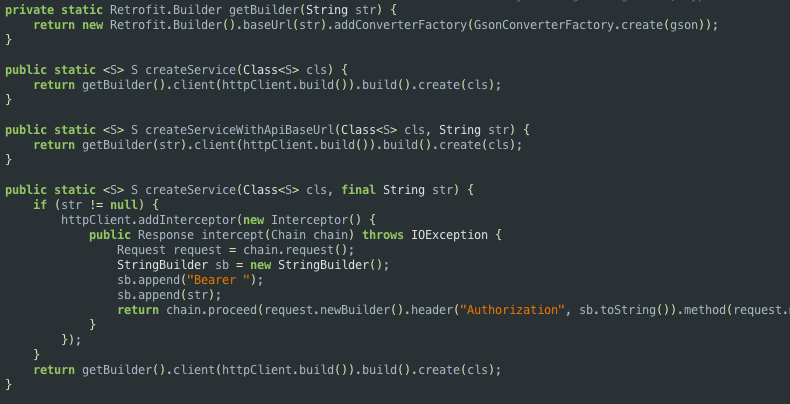 private static Retrofit.Builder getBuilder(String str) {
    return new Retrofit.Builder().baseUrl(str).addConverterFactory(GsonConverterFactory.create(gson));
}

public static <S> S createService(Class<S> cls) {
    return getBuilder().client(httpClient.build()).build().create(cls);
}

public static <S> S createServiceWithApiBaseUrl(Class<S> cls, String str) {
    return getBuilder(str).client(httpClient.build()).build().create(cls);
}

public static <S> S createService(Class<S> cls, final String str) {
    if (str != null) {
        httpClient.addInterceptor(new Interceptor() {
            public Response intercept(Chain chain) throws IOException {
                Request request = chain.request();
                StringBuilder sb = new StringBuilder();
                sb.append("Bearer ");
                sb.append(str);
                return chain.proceed(request.newBuilder().header("Authorization", sb.toString()).method(request.
            }
        });
    }
    return getBuilder().client(httpClient.build()).build().create(cls);
}